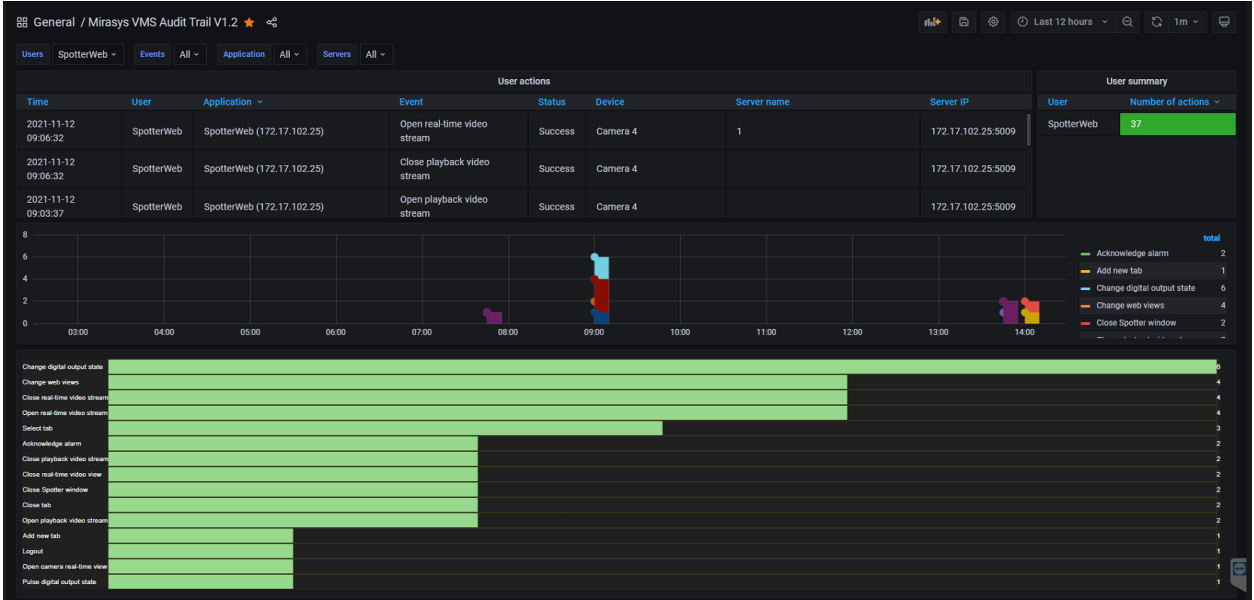 General / Mirasys VMS Audit Trail V1.2
Last 12 hours
1m
Users SpotterWeb Events All Application All Servers All
User actions
Time User Application Event Status Device Server name Server IP
2021-11-12 09:06:32 SpotterWeb SpotterWeb (172.17.102.25) Open real-time video stream Success Camera 4 1 172.17.102.25:5009
2021-11-12 09:06:32 SpotterWeb SpotterWeb (172.17.102.25) Close playback video stream Success Camera 4 172.17.102.25:5009
2021-11-12 09:03:37 SpotterWeb SpotterWeb (172.17.102.25) Open playback video stream Success Camera 4 172.17.102.25:5009
User summary
User Number of actions
SpotterWeb 37
8
6
4
2
0
03:00 04:00 05:00 06:00 07:00 08:00 09:00 10:00 11:00 12:00 13:00 14:00
total
Acknowledge alarm 2
Add new tab 1
Change digital output state 6
Change web views 4
Close Spotter window 2
Change digital output state 6
Change web views 4
Close real-time video stream 4
Open real-time video stream 4
Select tab 3
Acknowledge alarm 2
Close playback video stream 2
Close real-time video view 2
Close Spotter window 2
Close tab 2
Open playback video stream 2
Add new tab 1
Logout 1
Open camera real-time view 1
Pulse digital output state 1